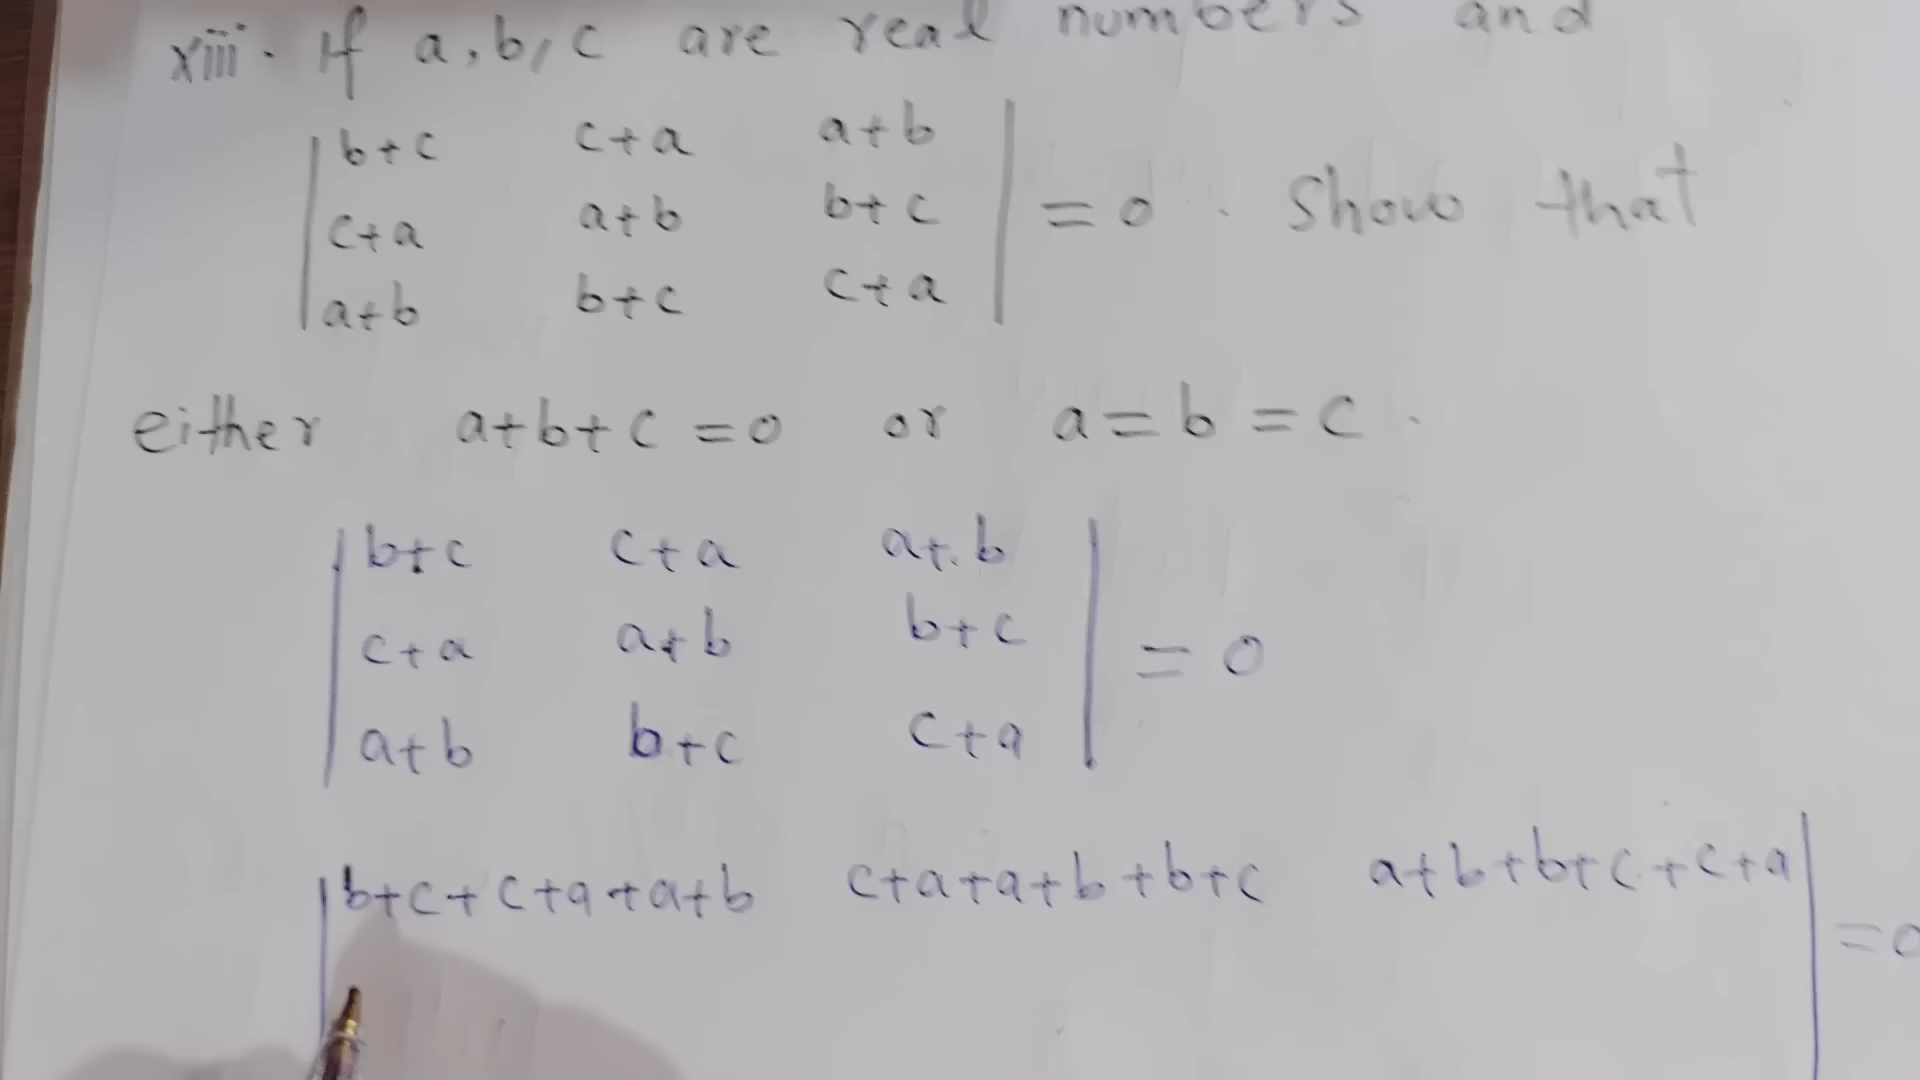 xiii. If a, b, c are real numbers and
| b+c c+a a+b |
| c+a a+b b+c | = 0. Show that
| a+b b+c c+a |
either a+b+c = 0 or a = b = c.
| b+c c+a a+b |
| c+a a+b b+c | = 0
| a+b b+c c+a |
| b+c+c+a+a+b c+a+a+b+b+c a+b+b+c+c+a | = 0